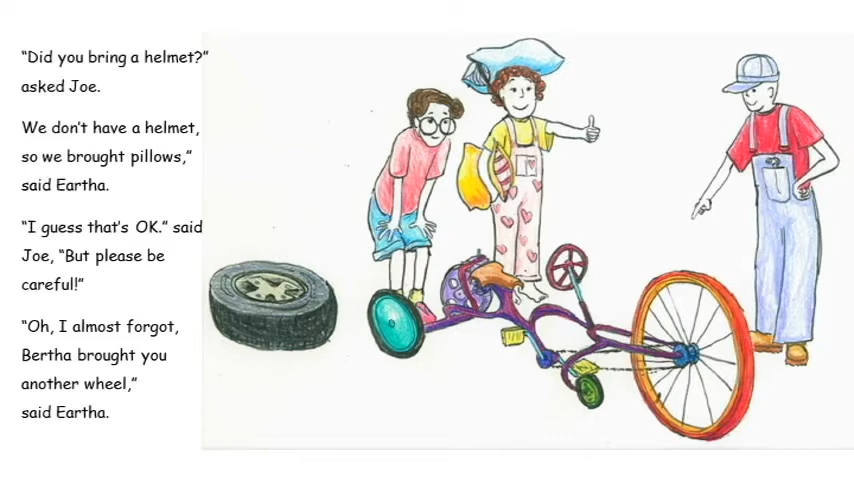 “Did you bring a helmet?”
asked Joe.
We don’t have a helmet,
so we brought pillows,”
said Eartha.
“I guess that’s OK.” said
Joe, “But please be
careful!”
“Oh, I almost forgot,
Bertha brought you
another wheel,”
said Eartha.